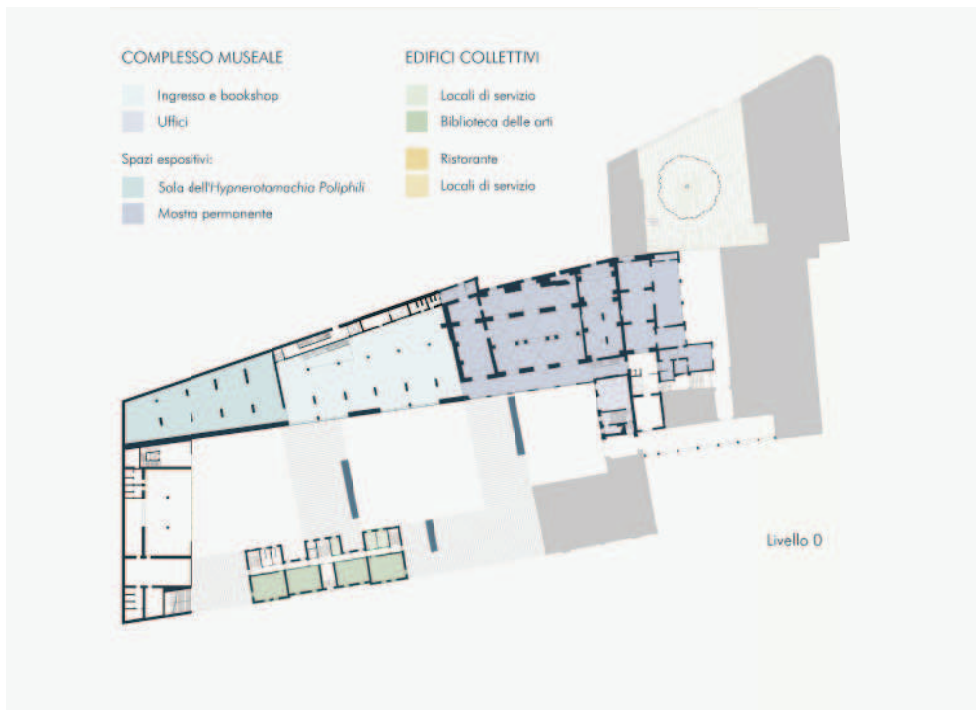 COMPLESSO MUSEALE
Ingresso e bookshop
Uffici
Spazi espositivi:
Sala dell'Hypnerotomachia Poliphili
Mostra permanente
EDIFICI COLLETTIVI
Locali di servizio
Biblioteca delle arti
Ristorante
Locali di servizio
Livello 0